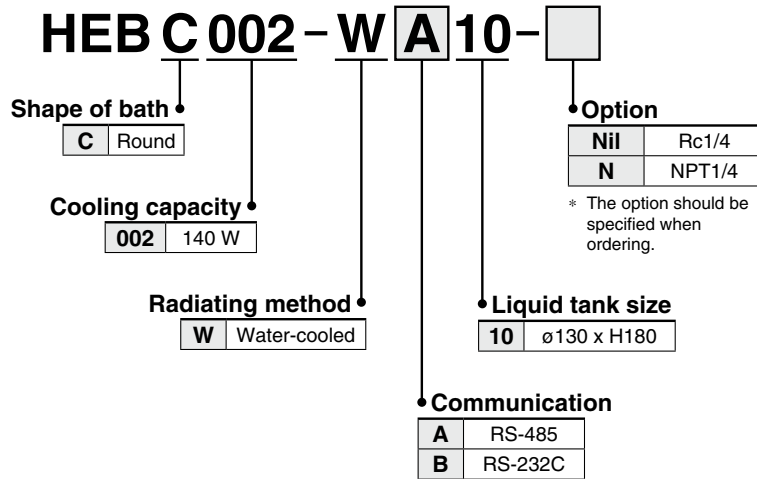 HEB C 002 - W A 10 -
Shape of bath
C Round
Option
Nil Rc1/4
N NPT1/4
* The option should be
specified when
ordering.
Cooling capacity
002 140 W
Radiating method
W Water-cooled
Liquid tank size
10 ø130 x H180
Communication
A RS-485
B RS-232C